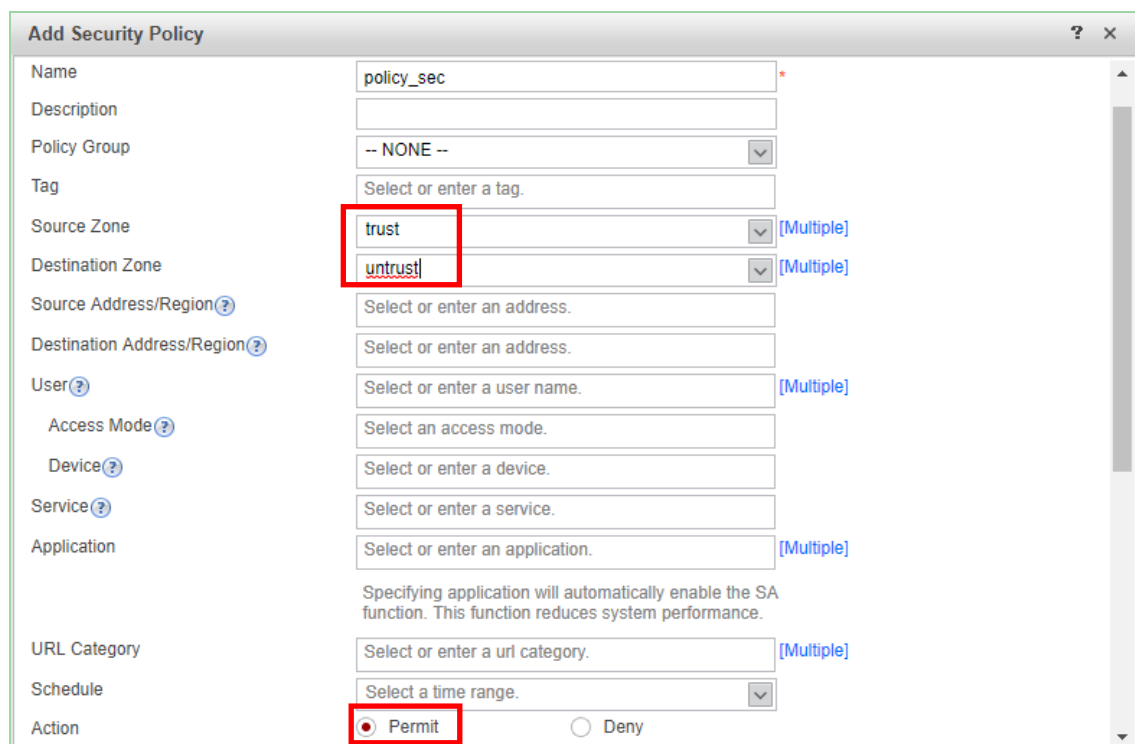 Add Security Policy ? ×
Name policy_sec *
Description
Policy Group -- NONE --
Tag Select or enter a tag.
Source Zone trust [Multiple]
Destination Zone untrust [Multiple]
Source Address/Region ? Select or enter an address.
Destination Address/Region ? Select or enter an address.
User ? Select or enter a user name. [Multiple]
Access Mode ? Select an access mode.
Device ? Select or enter a device.
Service ? Select or enter a service.
Application Select or enter an application. [Multiple]
Specifying application will automatically enable the SA
function. This function reduces system performance.
URL Category Select or enter a url category. [Multiple]
Schedule Select a time range.
Action Permit Deny